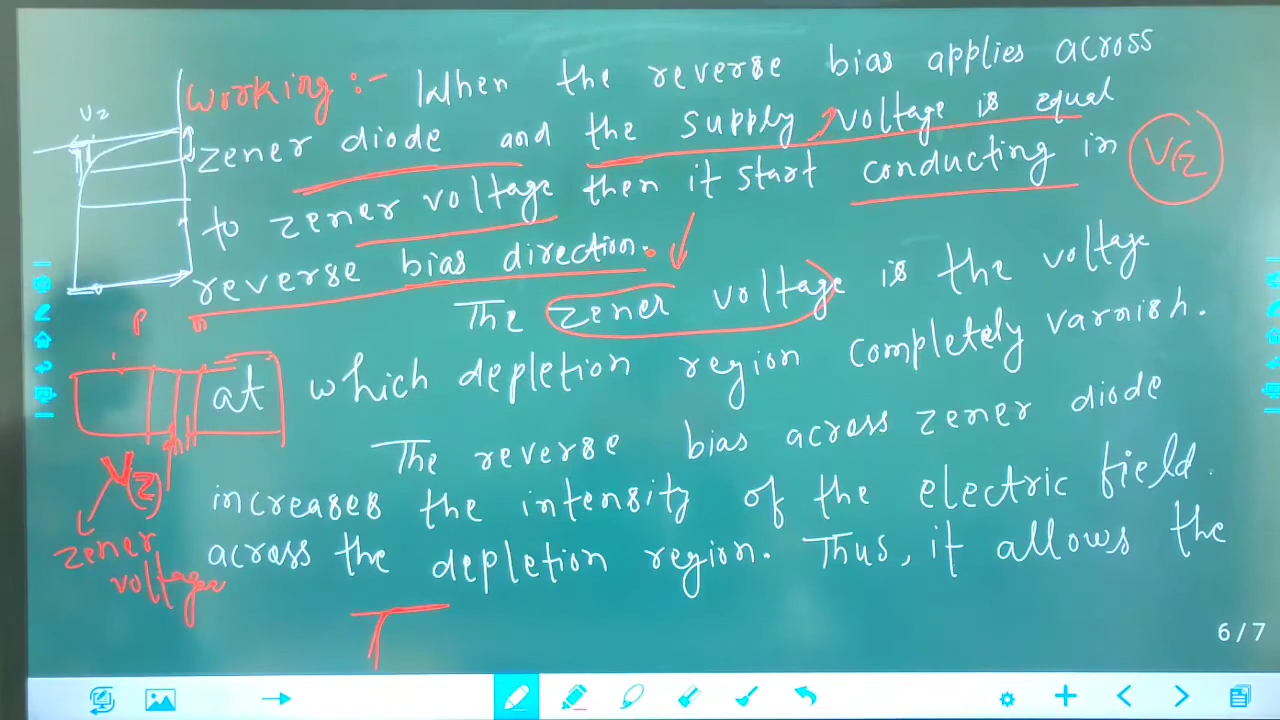 Working :- When the reverse bias applies across
zener diode and the supply voltage is equal
to zener voltage then it start conducting in
reverse bias direction.
The zener voltage is the voltage
at which depletion region completely varnish.
The reverse bias across zener diode
increases the intensity of the electric field.
across the depletion region. Thus, it allows the
Vz
V(z
P
n
V(z)
zener
voltage
T
6/7